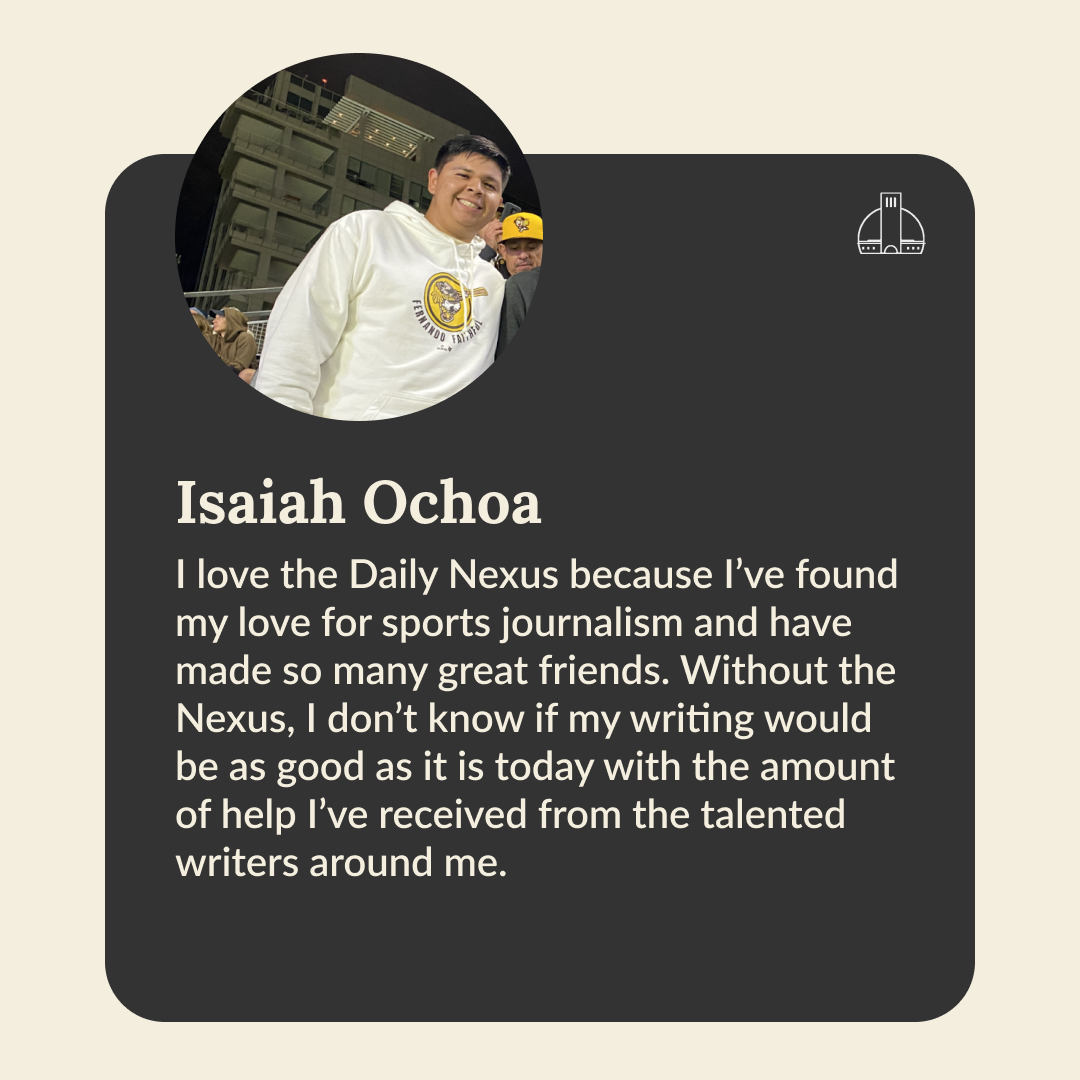 FERNANDO FAITHFUL
Isaiah Ochoa
I love the Daily Nexus because I’ve found
my love for sports journalism and have
made so many great friends. Without the
Nexus, I don’t know if my writing would
be as good as it is today with the amount
of help I’ve received from the talented
writers around me.